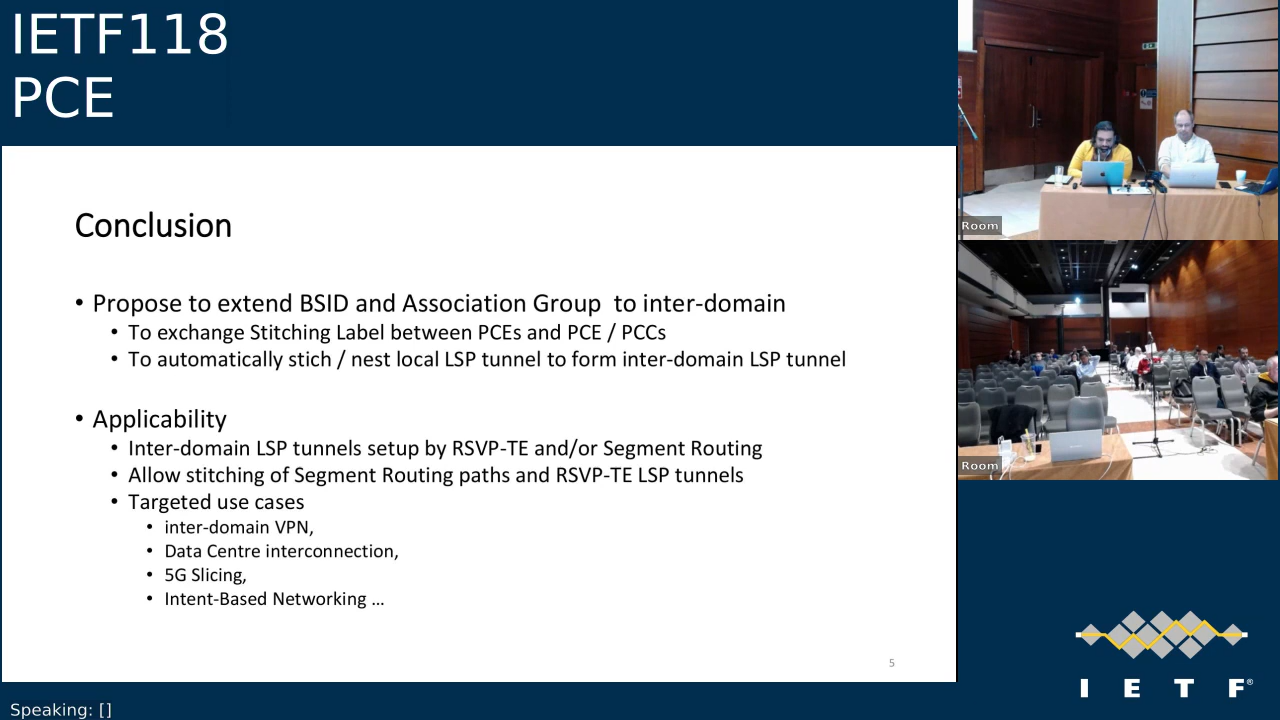 IETF118
PCE
Conclusion
• Propose to extend BSID and Association Group  to inter-domain
• To exchange Stitching Label between PCEs and PCE / PCCs
• To automatically stich / nest local LSP tunnel to form inter-domain LSP tunnel
• Applicability
• Inter-domain LSP tunnels setup by RSVP-TE and/or Segment Routing
• Allow stitching of Segment Routing paths and RSVP-TE LSP tunnels
• Targeted use cases
• inter-domain VPN,
• Data Centre interconnection,
• 5G Slicing,
• Intent-Based Networking ...
5
Room
Room
I E T F®
Speaking: []